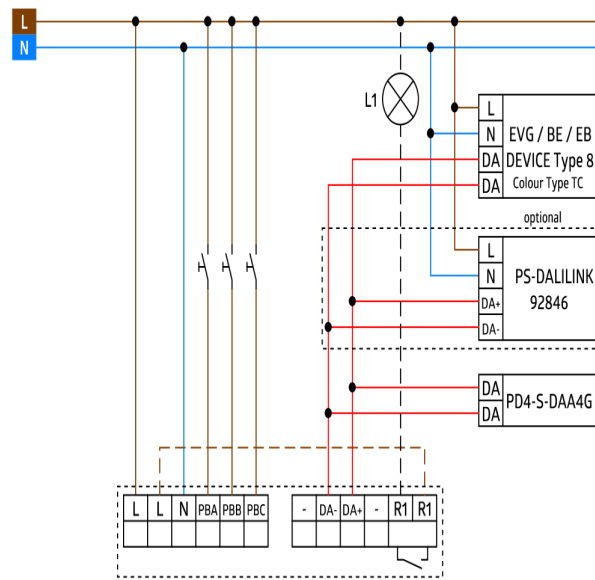 L
N
L1
L
N EVG / BE / EB
DA DEVICE Type 8
DA Colour Type TC
optional
L
N PS-DALILINK
DA+ 92846
DA-
DA
DA PD4-S-DAA4G
L L N PBA PBB PBC - DA- DA+ - R1 R1